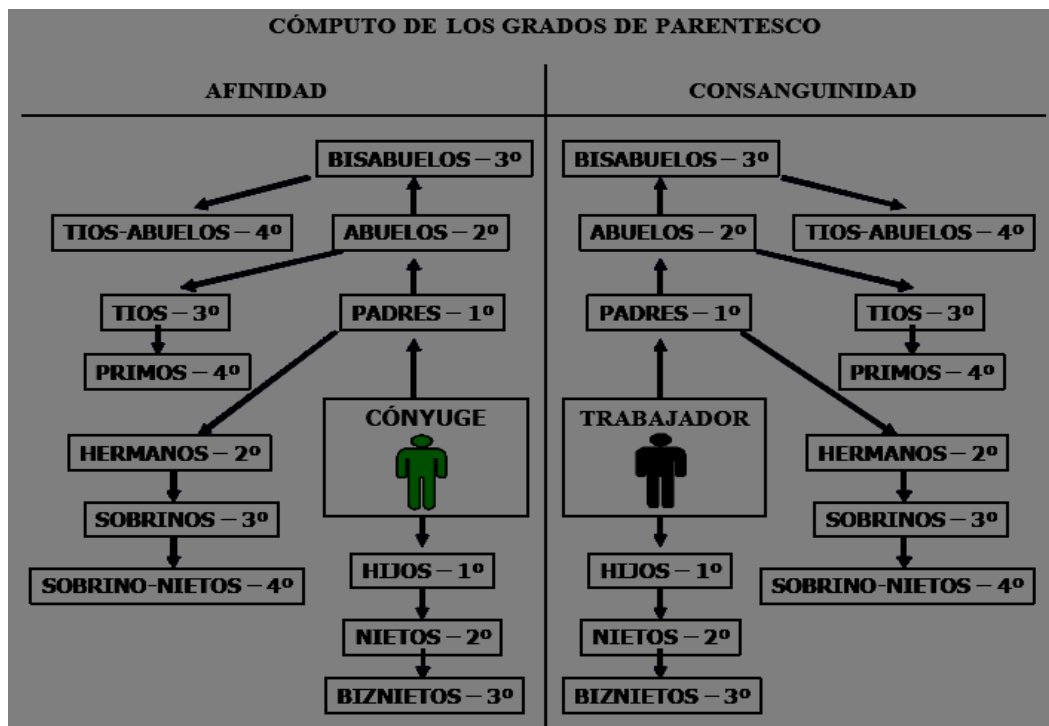 CÓMPUTO DE LOS GRADOS DE PARENTESCO
AFINIDAD
BISABUELOS – 3º
TIOS-ABUELOS – 4º
ABUELOS – 2º
TIOS – 3º
PADRES – 1º
PRIMOS – 4º
CÓNYUGE
HERMANOS – 2º
SOBRINOS – 3º
HIJOS – 1º
SOBRINO-NIETOS – 4º
NIETOS – 2º
BIZNIETOS – 3º
CONSANGUINIDAD
BISABUELOS – 3º
ABUELOS – 2º
TIOS-ABUELOS – 4º
PADRES – 1º
TIOS – 3º
PRIMOS – 4º
TRABAJADOR
HERMANOS – 2º
SOBRINOS – 3º
HIJOS – 1º
SOBRINO-NIETOS – 4º
NIETOS – 2º
BIZNIETOS – 3º